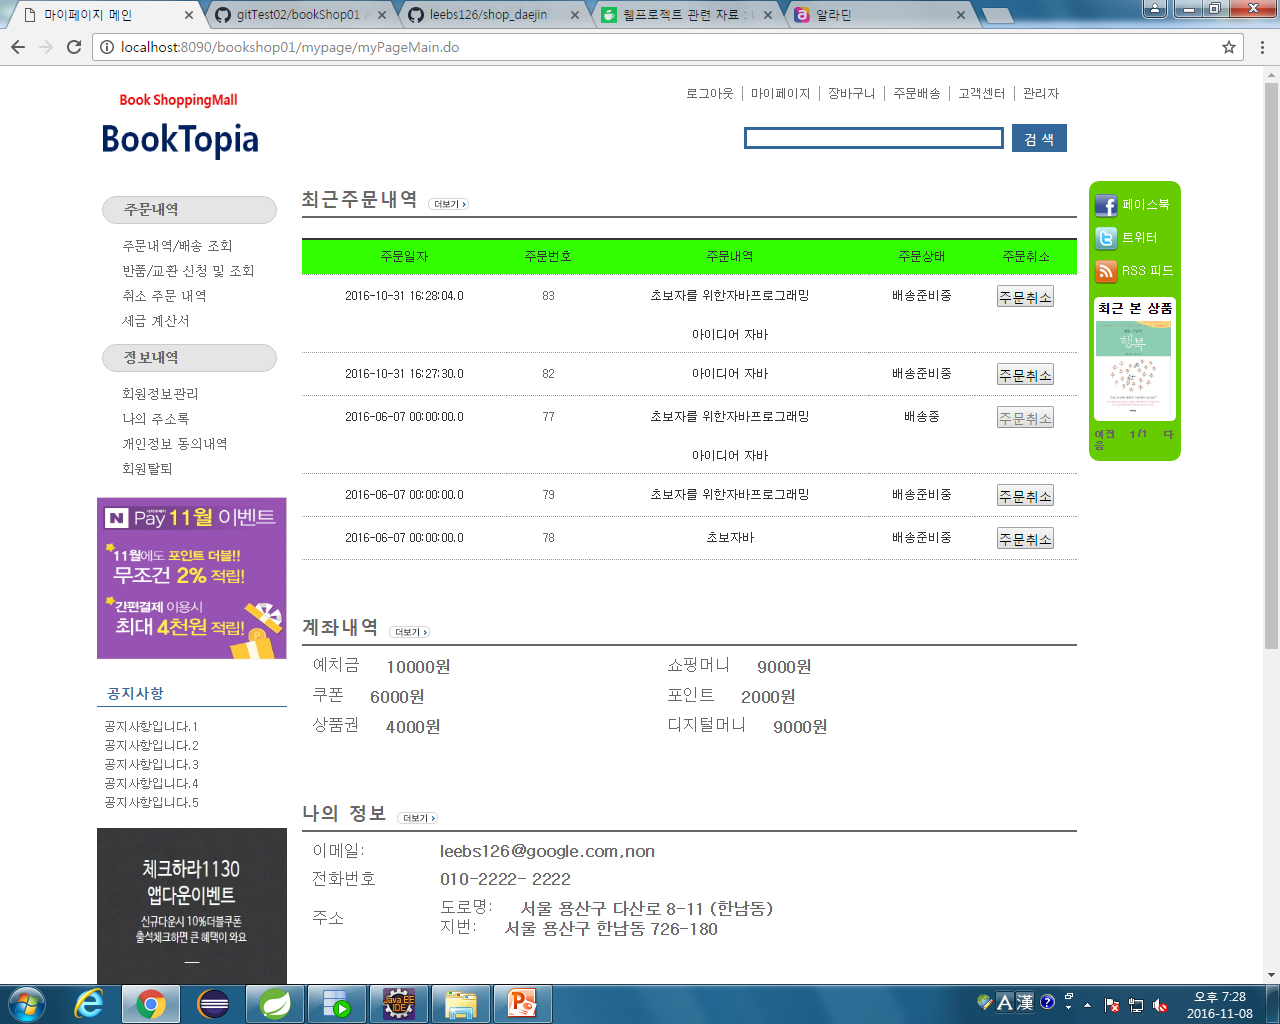 마이페이지 메인
gitTest02/bookShop01 a
leebs126/shop_daejin
웹프로젝트 관련 자료 :
알라딘
localhost:8090/bookshop01/mypage/myPageMain.do
로그아웃 마이페이지 장바구니 주문배송 고객센터 관리자
Book ShoppingMall
BookTopia
검 색
주문내역
주문내역/배송 조회
반품/교환 신청 및 조회
취소 주문 내역
세금 계산서
정보내역
회원정보관리
나의 주소록
개인정보 동의내역
회원탈퇴
N Pay 11월 이벤트
11월에도 포인트 더블!!
무조건 2% 적립!
간편결제 이용시
최대 4천원 적립!
공지사항
공지사항입니다.1
공지사항입니다.2
공지사항입니다.3
공지사항입니다.4
공지사항입니다.5
체크하라1130
앱다운이벤트
신규다운시 10%더블쿠폰
출석체크하면 큰 혜택이 와요
최근주문내역 더보기
주문일자 주문번호 주문내역 주문상태 주문취소
2016-10-31 16:28:04.0 83 초보자를 위한자바프로그래밍 배송준비중 주문취소
아이디어 자바
2016-10-31 16:27:30.0 82 아이디어 자바 배송준비중 주문취소
2016-06-07 00:00:00.0 77 초보자를 위한자바프로그래밍 배송중 주문취소
아이디어 자바
2016-06-07 00:00:00.0 79 초보자를 위한자바프로그래밍 배송준비중 주문취소
2016-06-07 00:00:00.0 78 초보자바 배송준비중 주문취소
계좌내역 더보기
예치금 10000원 쇼핑머니 9000원
쿠폰 6000원 포인트 2000원
상품권 4000원 디지털머니 9000원
나의 정보 더보기
이메일: leebs126@google.com,non
전화번호 010-2222- 2222
주소
도로명: 서울 용산구 다산로 8-11 (한남동)
지번: 서울 용산구 한남동 726-180
페이스북
트위터
RSS 피드
최근 본 상품
행복
이전 1/1 다
음
A 漢
오후 7:28
2016-11-08